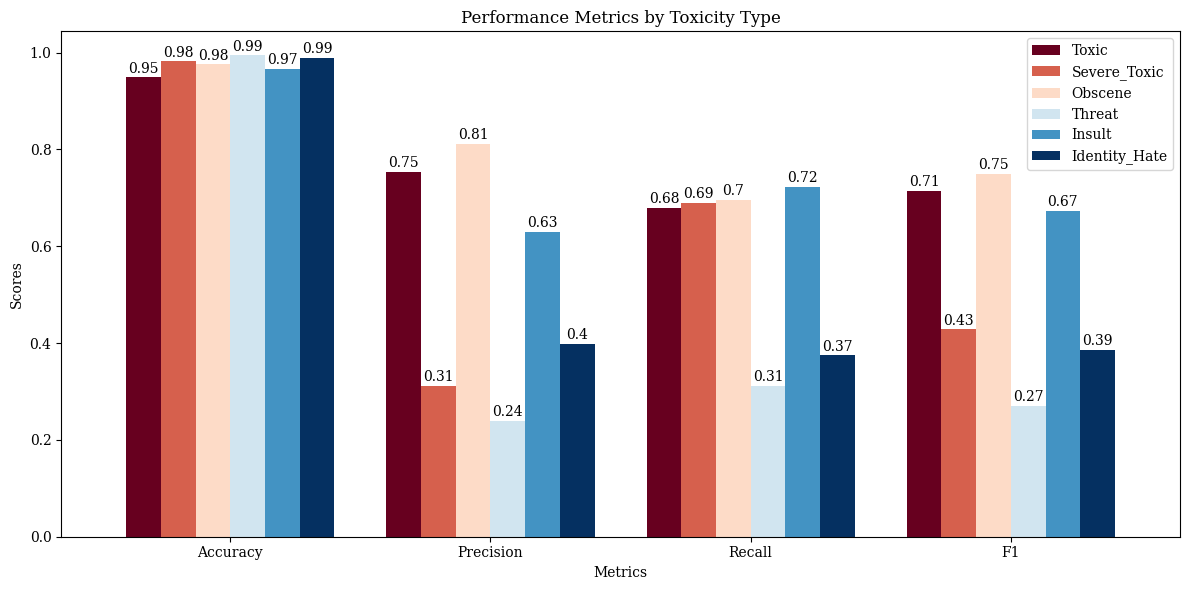 Performance Metrics by Toxicity Type
Toxic
Severe_Toxic
Obscene
Threat
Insult
Identity_Hate
Scores
1.0
0.8
0.6
0.4
0.2
0.0
0.95
0.98
0.98
0.99
0.97
0.99
0.75
0.31
0.81
0.24
0.63
0.4
0.68
0.69
0.7
0.31
0.72
0.37
0.71
0.43
0.75
0.27
0.67
0.39
Accuracy
Precision
Recall
F1
Metrics